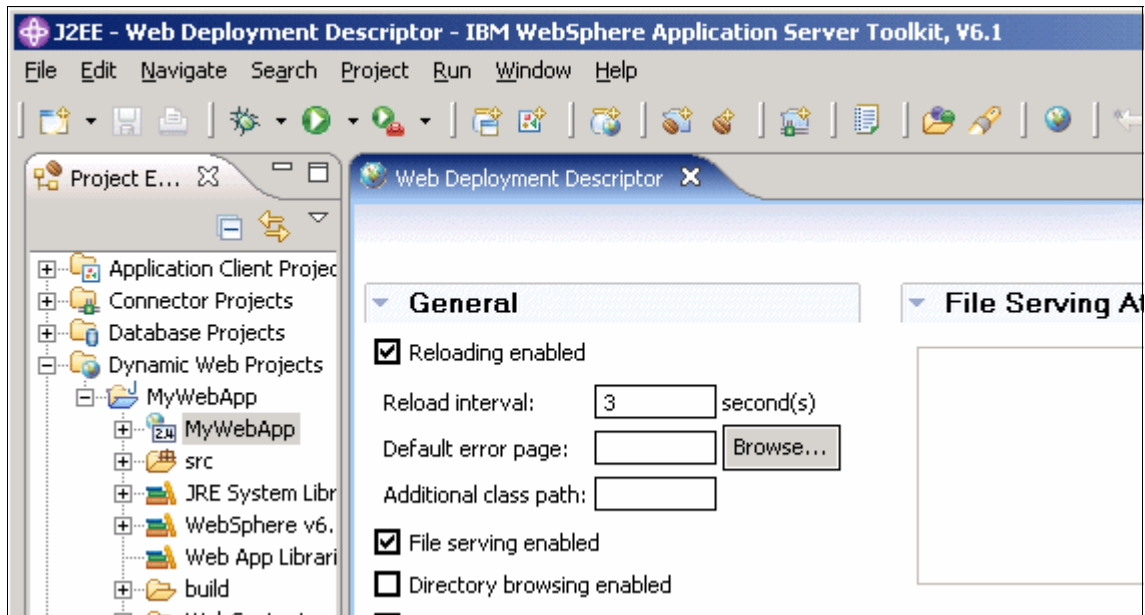 J2EE - Web Deployment Descriptor - IBM WebSphere Application Server Toolkit, V6.1
File Edit Navigate Search Project Run Window Help
Project E...
Web Deployment Descriptor
Application Client Projec
Connector Projects
Database Projects
Dynamic Web Projects
MyWebApp
2.4 MyWebApp
src
JRE System Libr
WebSphere v6.
Web App Librari
build
General
Reloading enabled
Reload interval: 3 second(s)
Default error page: Browse...
Additional class path:
File serving enabled
Directory browsing enabled
File Serving At